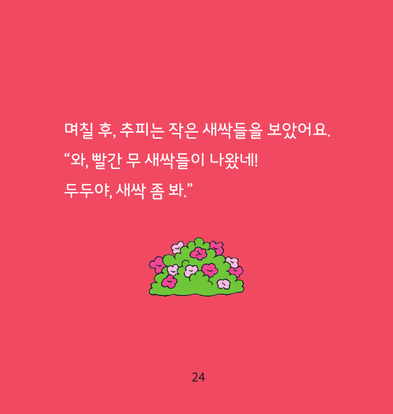 며칠 후, 추피는 작은 새싹들을 보았어요.
“와, 빨간 무 새싹들이 나왔네!
두두야, 새싹 좀 봐.”
24